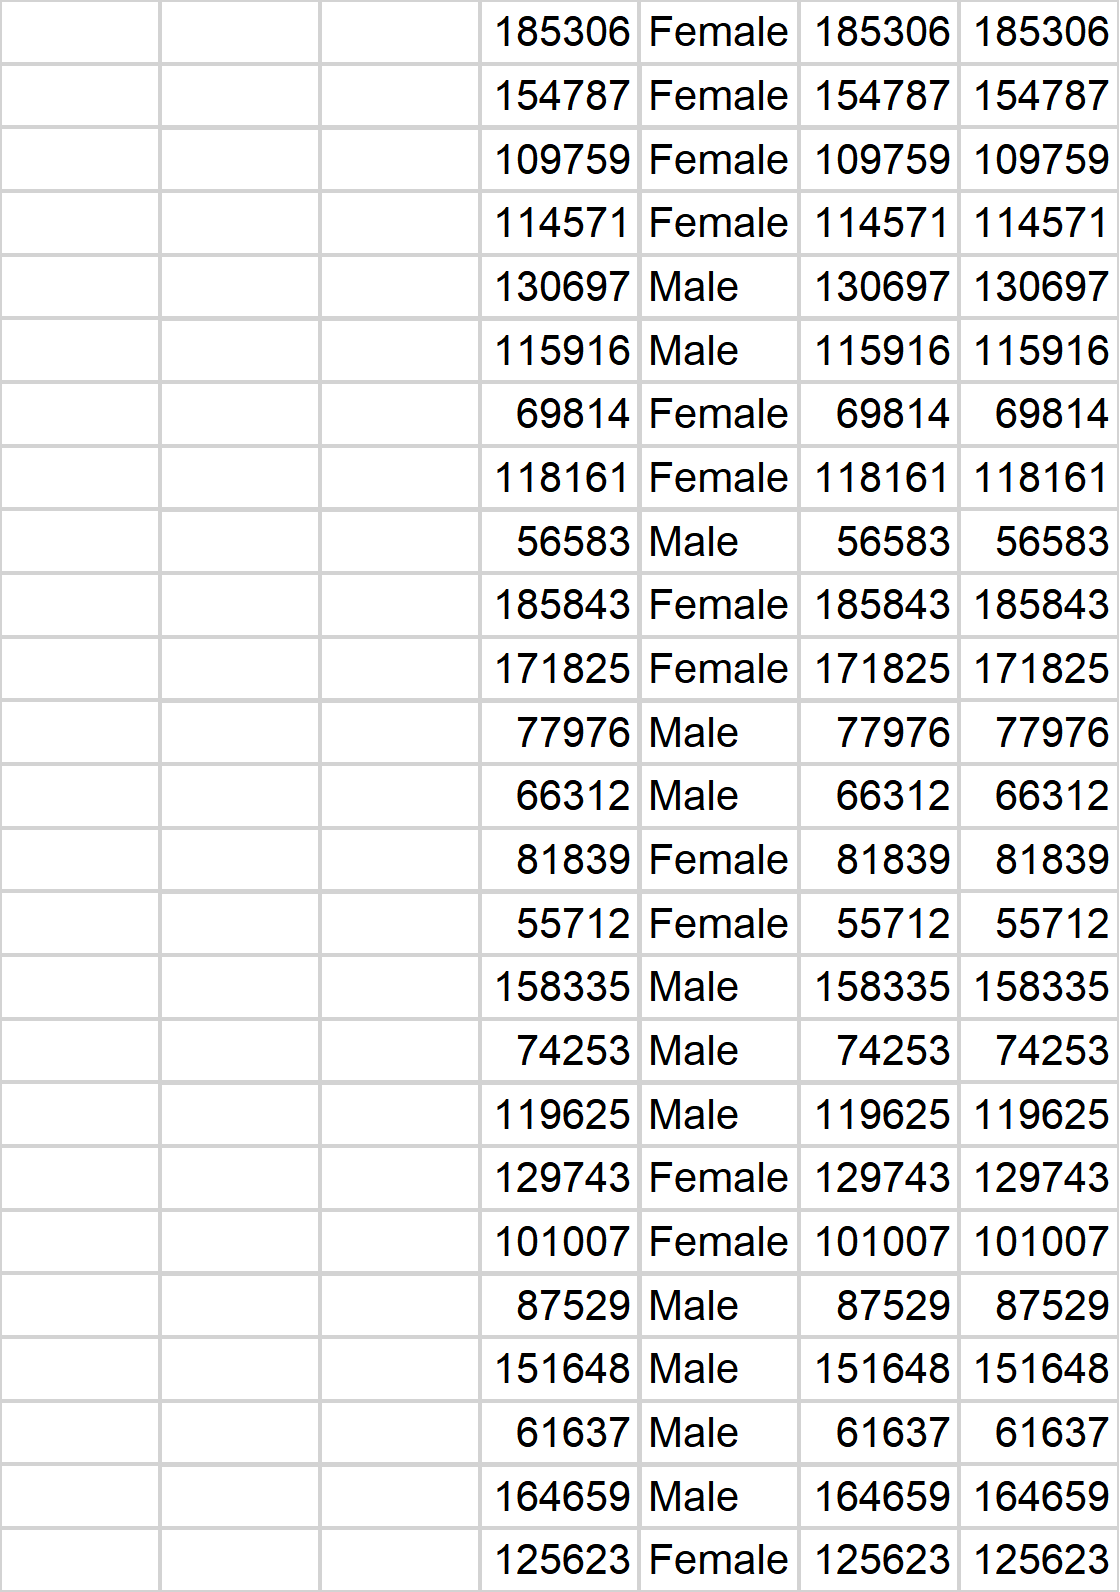 185306 Female 185306 185306
154787 Female 154787 154787
109759 Female 109759 109759
114571 Female 114571 114571
130697 Male 130697 130697
115916 Male 115916 115916
69814 Female 69814 69814
118161 Female 118161 118161
56583 Male 56583 56583
185843 Female 185843 185843
171825 Female 171825 171825
77976 Male 77976 77976
66312 Male 66312 66312
81839 Female 81839 81839
55712 Female 55712 55712
158335 Male 158335 158335
74253 Male 74253 74253
119625 Male 119625 119625
129743 Female 129743 129743
101007 Female 101007 101007
87529 Male 87529 87529
151648 Male 151648 151648
61637 Male 61637 61637
164659 Male 164659 164659
125623 Female 125623 125623